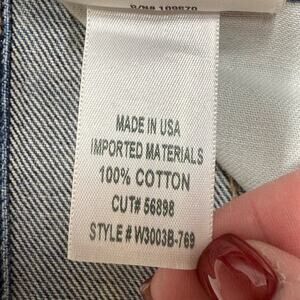 MADE IN USA
IMPORTED MATERIALS
100% COTTON
CUT# 56898
STYLE # W3003B-769